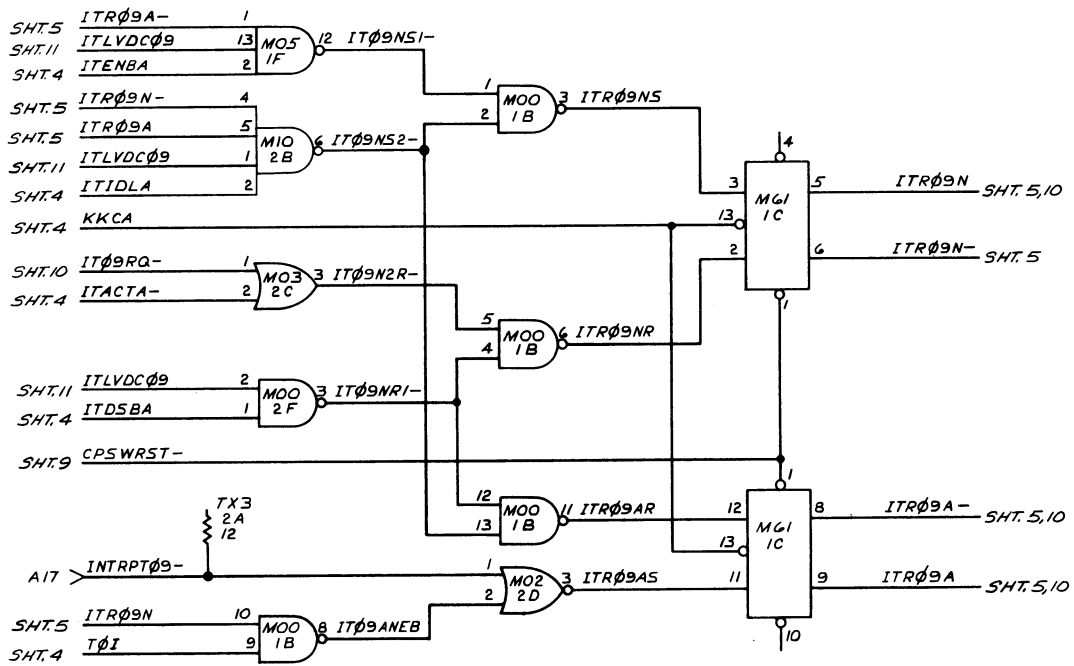 SHT.5 ITRØ9A- 1
SHT.11 ITLVDCØ9 13
SHT.4 ITENBA 2
MO5 1F
12 ITØ9NS1-
SHT.5 ITRØ9N- 4
SHT.5 ITRØ9A 5
SHT.11 ITLVDCØ9 1
SHT.4 ITIDLA 2
M10 2B
6 ITØ9NS2-
1
2
MOO 1B
3 ITRØ9NS
SHT.4 KKCA
4
3
13
2
MG1 1C
5 ITRØ9N SHT.5,10
6 ITRØ9N- SHT.5
1
SHT.10 ITØ9RQ- 1
SHT.4 ITACTA- 2
MO3 2C
3 ITØ9N2R-
5
4
MOO 1B
6 ITRØ9NR
SHT.11 ITLVDCØ9 2
SHT.4 ITDSBA 1
MOO 2F
3 ITØ9NR1-
SHT.9 CPSWRST-
1
12
13
MOO 1B
11 ITRØ9AR
12
13
11
MG1 1C
8 ITRØ9A- SHT.5,10
9 ITRØ9A SHT.5,10
10
TX3
2A
12
A17 INTRPTØ9-
1
2
MO2 2D
3 ITRØ9AS
SHT.5 ITRØ9N 10
SHT.4 TØI 9
MOO 1B
8 ITØ9ANEB